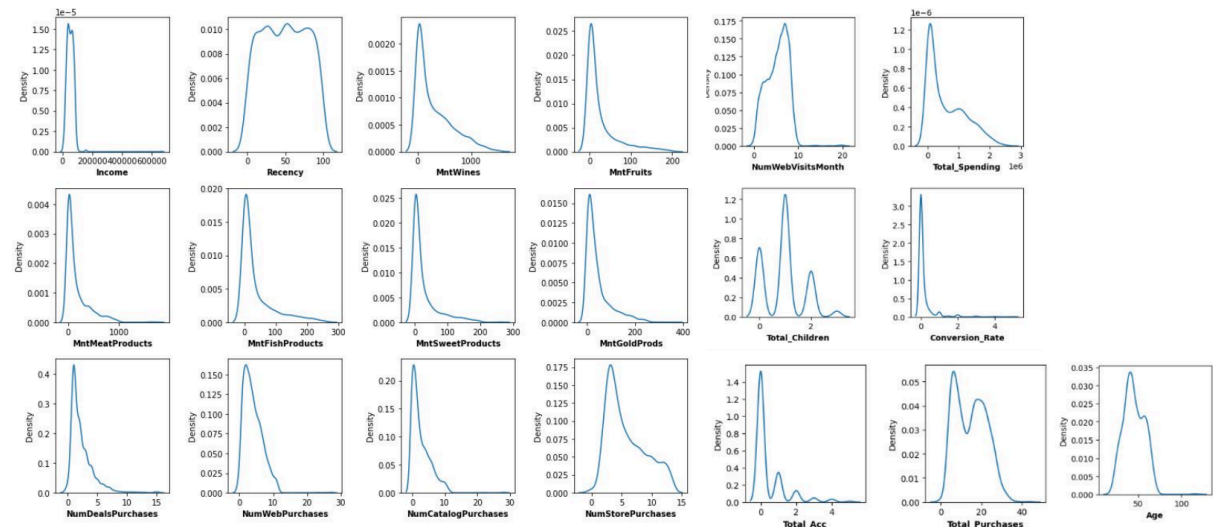 1e-5
1.50
1.25
1.00
0.75
0.50
0.25
0.00
Density
0 200000 400000 600000
Income
0.010
0.008
0.006
0.004
0.002
0.000
Density
0 50 100
Recency
0.0020
0.0015
0.0010
0.0005
0.0000
Density
0 1000
MntWines
0.025
0.020
0.015
0.010
0.005
0.000
Density
0 100 200
MntFruits
0.175
0.150
0.125
0.100
0.075
0.050
0.025
0.000
Density
0 10 20
NumWebVisitsMonth
1e-6
1.2
1.0
0.8
0.6
0.4
0.2
0.0
Density
0 1 2 3
1e6
Total_Spending
0.004
0.003
0.002
0.001
0.000
Density
0 1000
MntMeatProducts
0.020
0.015
0.010
0.005
0.000
Density
0 100 200 300
MntFishProducts
0.025
0.020
0.015
0.010
0.005
0.000
Density
0 100 200 300
MntSweetProducts
0.0150
0.0125
0.0100
0.0075
0.0050
0.0025
0.0000
Density
0 200 400
MntGoldProds
1.2
1.0
0.8
0.6
0.4
0.2
0.0
Density
0 2
Total_Children
3.0
2.5
2.0
1.5
1.0
0.5
0.0
Density
0 2 4
Conversion_Rate
0.4
0.3
0.2
0.1
0.0
Density
0 5 10 15
NumDealsPurchases
0.175
0.150
0.125
0.100
0.075
0.050
0.025
0.000
Density
0 10 20 30
NumWebPurchases
0.20
0.15
0.10
0.05
0.00
Density
0 10 20 30
NumCatalogPurchases
0.175
0.150
0.125
0.100
0.075
0.050
0.025
0.000
Density
0 5 10 15
NumStorePurchases
1.4
1.2
1.0
0.8
0.6
0.4
0.2
0.0
Density
0 2 4
Total_Acc
0.05
0.04
0.03
0.02
0.01
0.00
Density
0 20 40
Total_Purchases
0.035
0.030
0.025
0.020
0.015
0.010
0.005
0.000
Density
50 100
Age